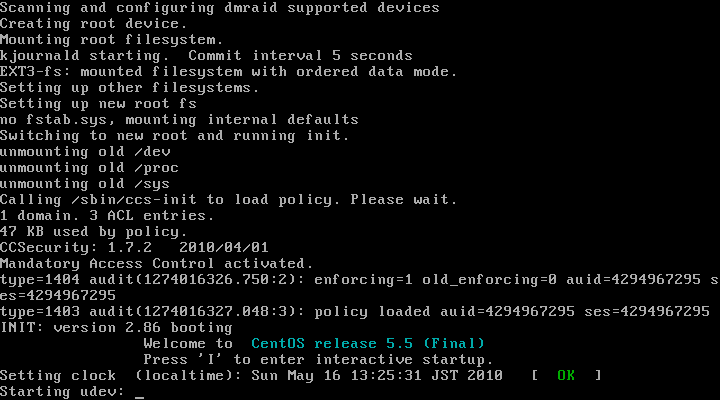 Scanning and configuring dmraid supported devices
Creating root device.
Mounting root filesystem.
kjournald starting.  Commit interval 5 seconds
EXT3-fs: mounted filesystem with ordered data mode.
Setting up other filesystems.
Setting up new root fs
no fstab.sys, mounting internal defaults
Switching to new root and running init.
unmounting old /dev
unmounting old /proc
unmounting old /sys
Calling /sbin/ccs-init to load policy. Please wait.
1 domain. 3 ACL entries.
47 KB used by policy.
CCSecurity: 1.7.2   2010/04/01
Mandatory Access Control activated.
type=1404 audit(1274016326.750:2): enforcing=1 old_enforcing=0 auid=4294967295 s
es=4294967295
type=1403 audit(1274016327.048:3): policy loaded auid=4294967295 ses=4294967295
INIT: version 2.86 booting
Welcome to  CentOS release 5.5 (Final)
Press 'I' to enter interactive startup.
Setting clock  (localtime): Sun May 16 13:25:31 JST 2010   [  OK  ]
Starting udev: _